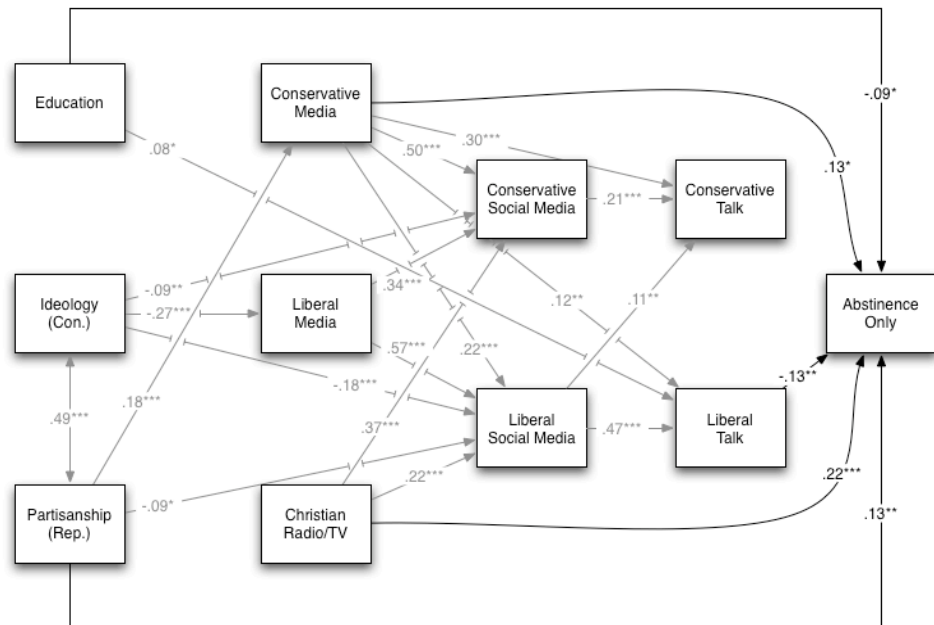 Education
Conservative
Media
-.09*
.08*
.50***
.30***
.13*
Conservative
Social Media
.21***
Conservative
Talk
Ideology
(Con.)
-.09**
-.27***
Liberal
Media
.34***
.12**
.11**
Abstinence
Only
.57***
.22***
-.18***
-.13**
.49***
.18***
.37***
Liberal
Social Media
.47***
Liberal
Talk
.22***
.22***
Partisanship
(Rep.)
-.09*
Christian
Radio/TV
.13**